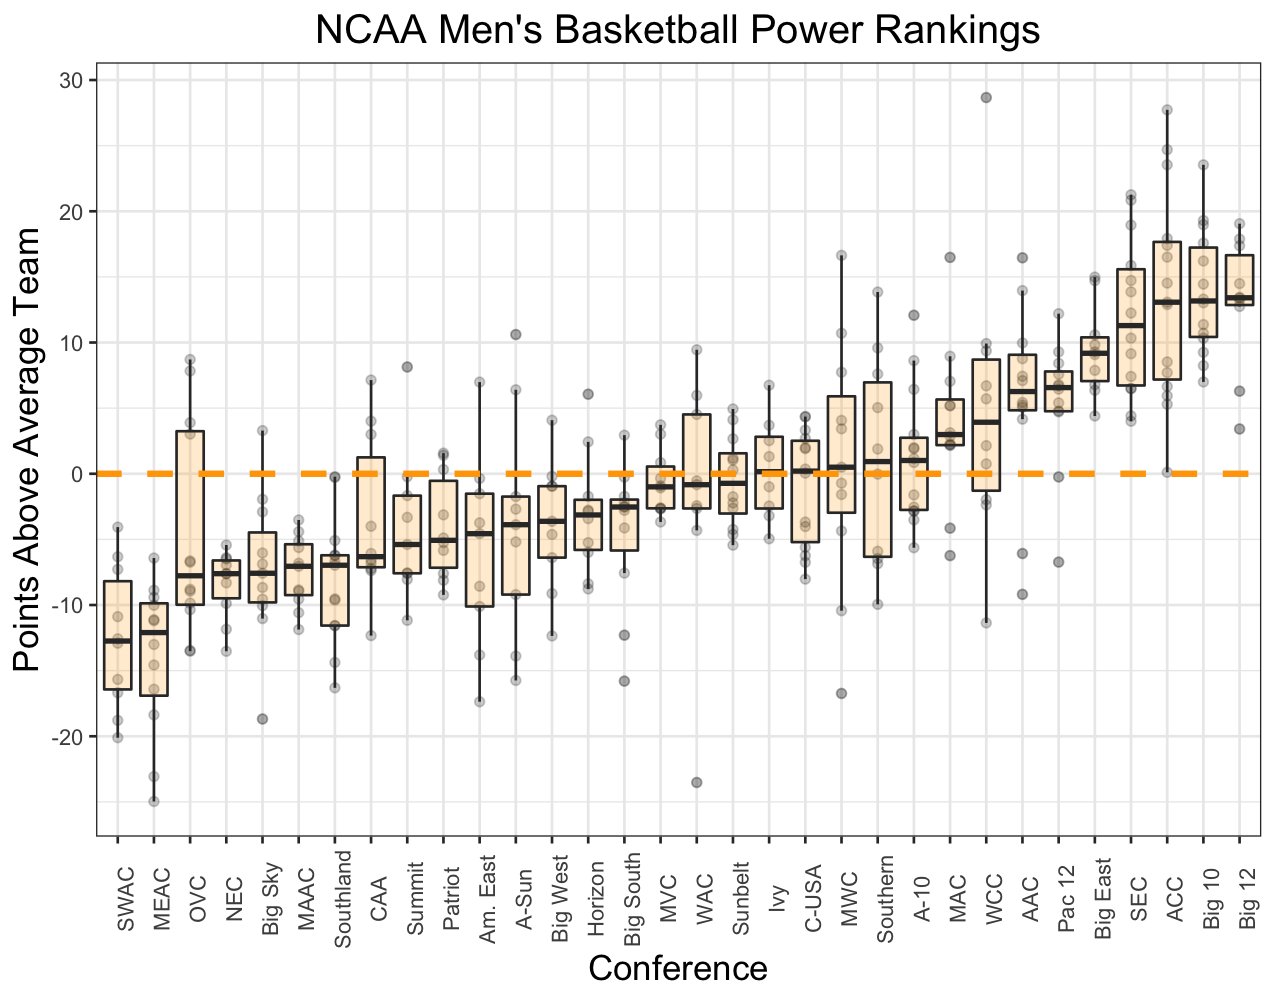 NCAA Men's Basketball Power Rankings
Points Above Average Team
30
20
10
0
-10
-20
SWAC
MEAC
OVC
NEC
Big Sky
MAAC
Southland
CAA
Summit
Patriot
Am. East
A-Sun
Big West
Horizon
Big South
MVC
WAC
Sunbelt
Ivy
C-USA
MWC
Southern
A-10
MAC
WCC
AAC
Pac 12
Big East
SEC
ACC
Big 10
Big 12
Conference